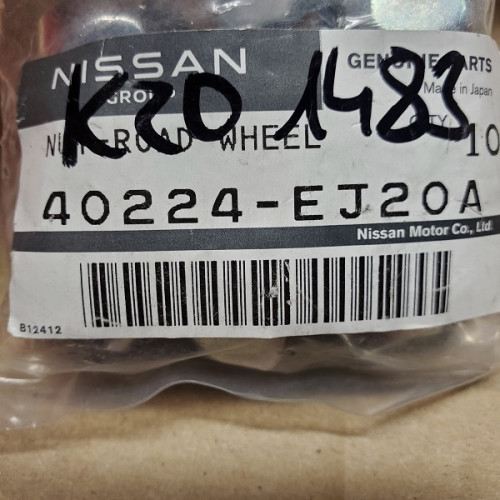 NISSAN
GROUP
GENUINE PARTS
Made in Japan
K20 1483
NUT-ROAD WHEEL
QTY 10
40224-EJ20A
Nissan Motor Co., Ltd.
B12412